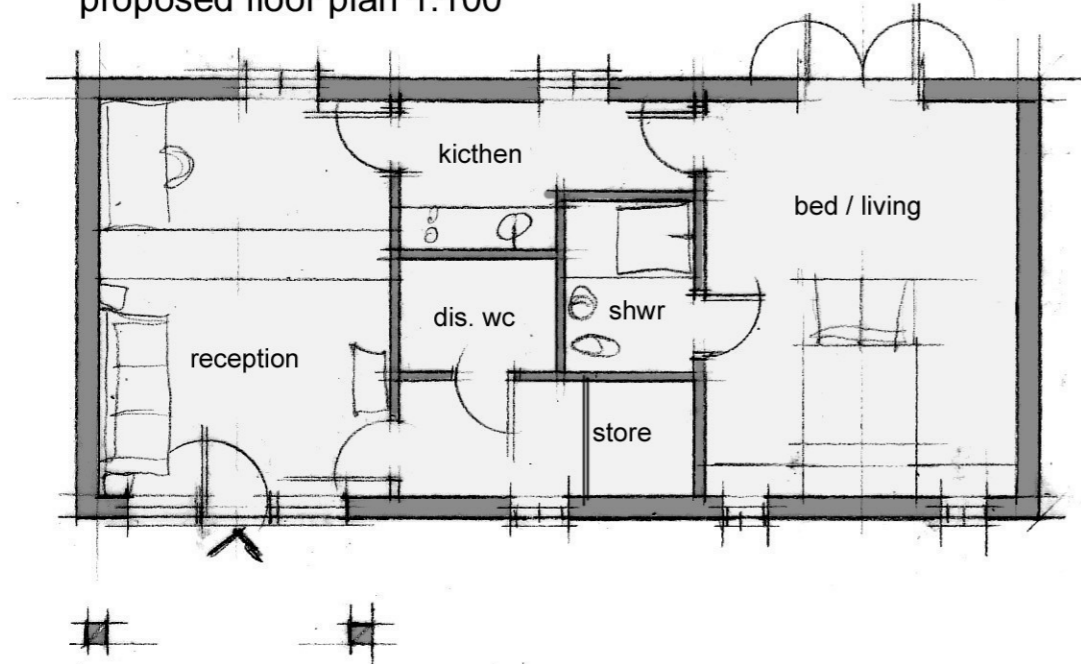 proposed floor plan 1:100
kicthen
bed / living
dis. wc
shwr
reception
store